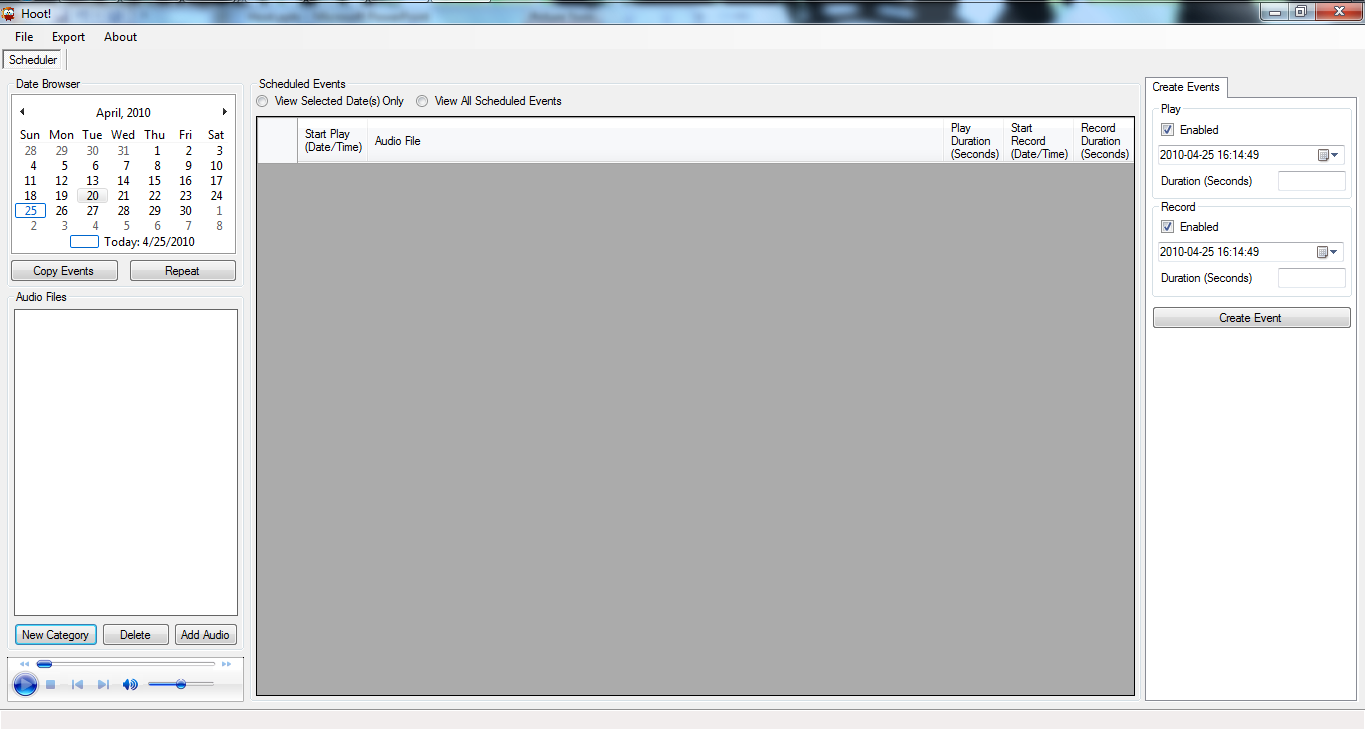 Hoot!
File Export About
Scheduler
Date Browser
April, 2010
Sun Mon Tue Wed Thu Fri Sat
28 29 30 31 1 2 3
4 5 6 7 8 9 10
11 12 13 14 15 16 17
18 19 20 21 22 23 24
25 26 27 28 29 30 1
2 3 4 5 6 7 8
Today: 4/25/2010
Copy Events Repeat
Audio Files
New Category Delete Add Audio
Scheduled Events
View Selected Date(s) Only View All Scheduled Events
Start Play
(Date/Time)
Audio File
Play
Duration
(Seconds)
Start
Record
(Date/Time)
Record
Duration
(Seconds)
Create Events
Play
Enabled
2010-04-25 16:14:49
Duration (Seconds)
Record
Enabled
2010-04-25 16:14:49
Duration (Seconds)
Create Event